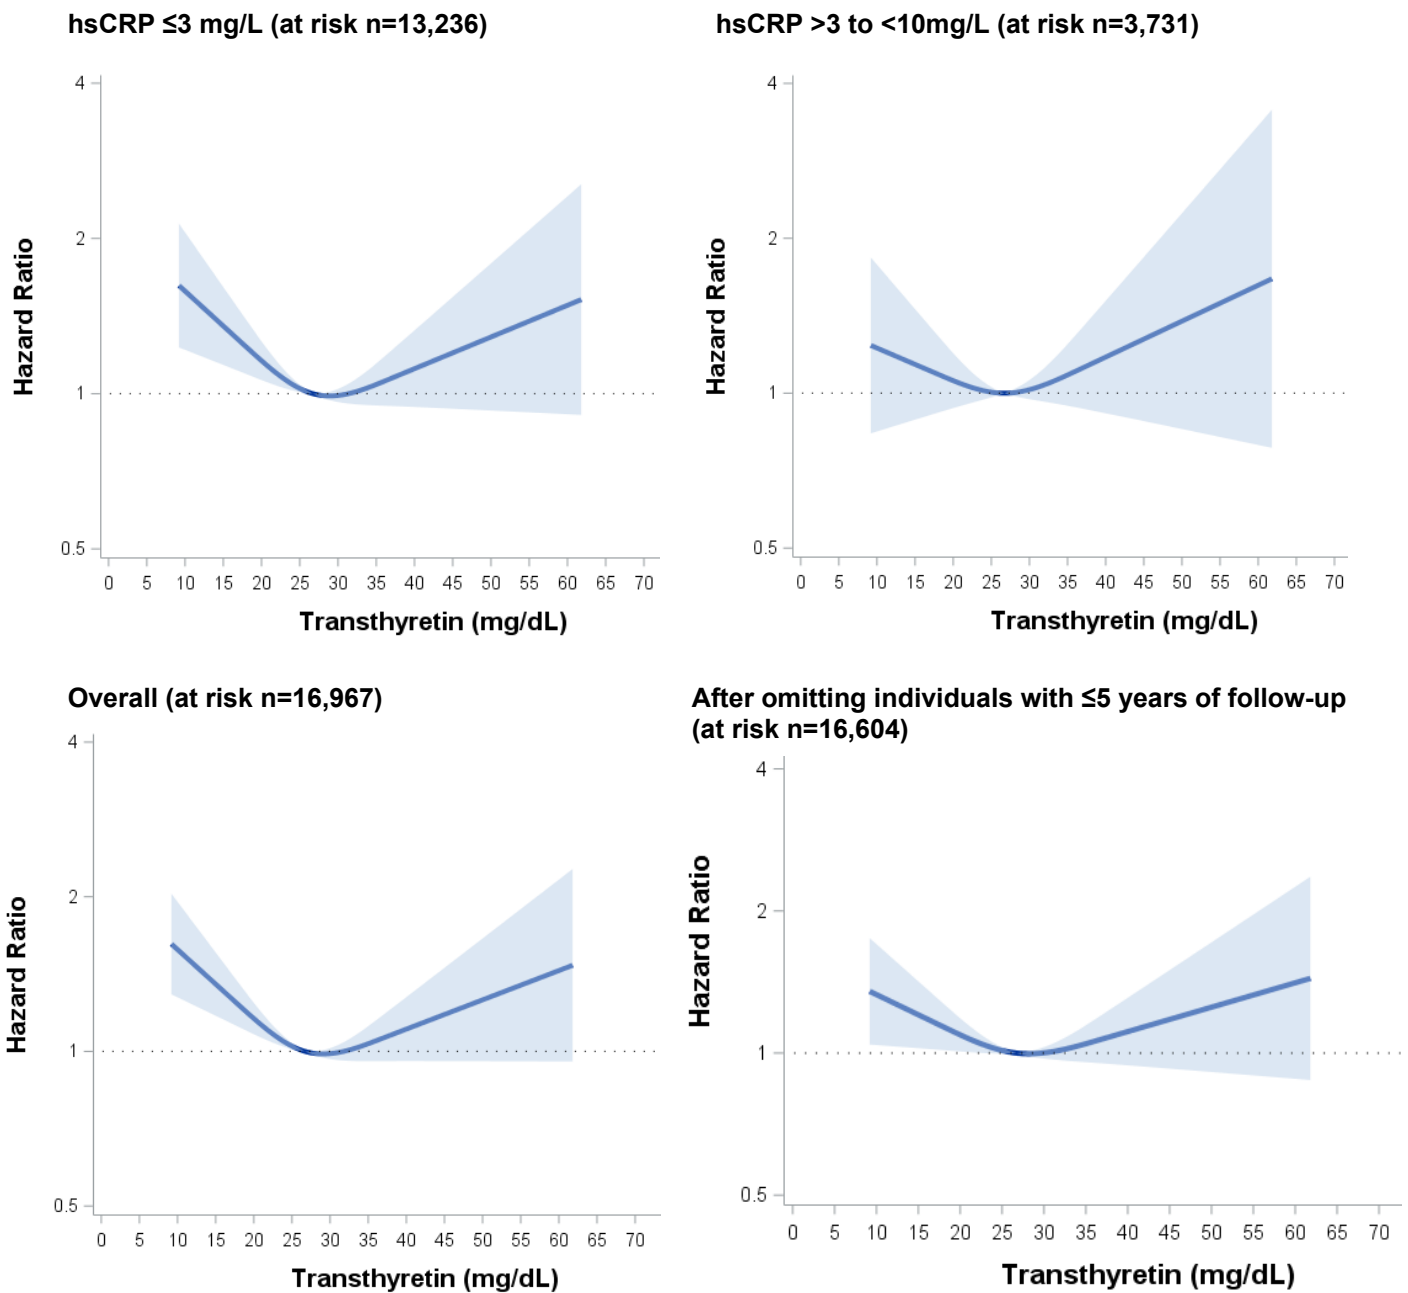 hsCRP ≤3 mg/L (at risk n=13,236)
4
2
1
0.5
Hazard Ratio
0 5 10 15 20 25 30 35 40 45 50 55 60 65 70
Transthyretin (mg/dL)
hsCRP >3 to <10mg/L (at risk n=3,731)
4
2
1
0.5
Hazard Ratio
0 5 10 15 20 25 30 35 40 45 50 55 60 65 70
Transthyretin (mg/dL)
Overall (at risk n=16,967)
4
2
1
0.5
Hazard Ratio
0 5 10 15 20 25 30 35 40 45 50 55 60 65 70
Transthyretin (mg/dL)
After omitting individuals with ≤5 years of follow-up
(at risk n=16,604)
4
2
1
0.5
Hazard Ratio
0 5 10 15 20 25 30 35 40 45 50 55 60 65 70
Transthyretin (mg/dL)